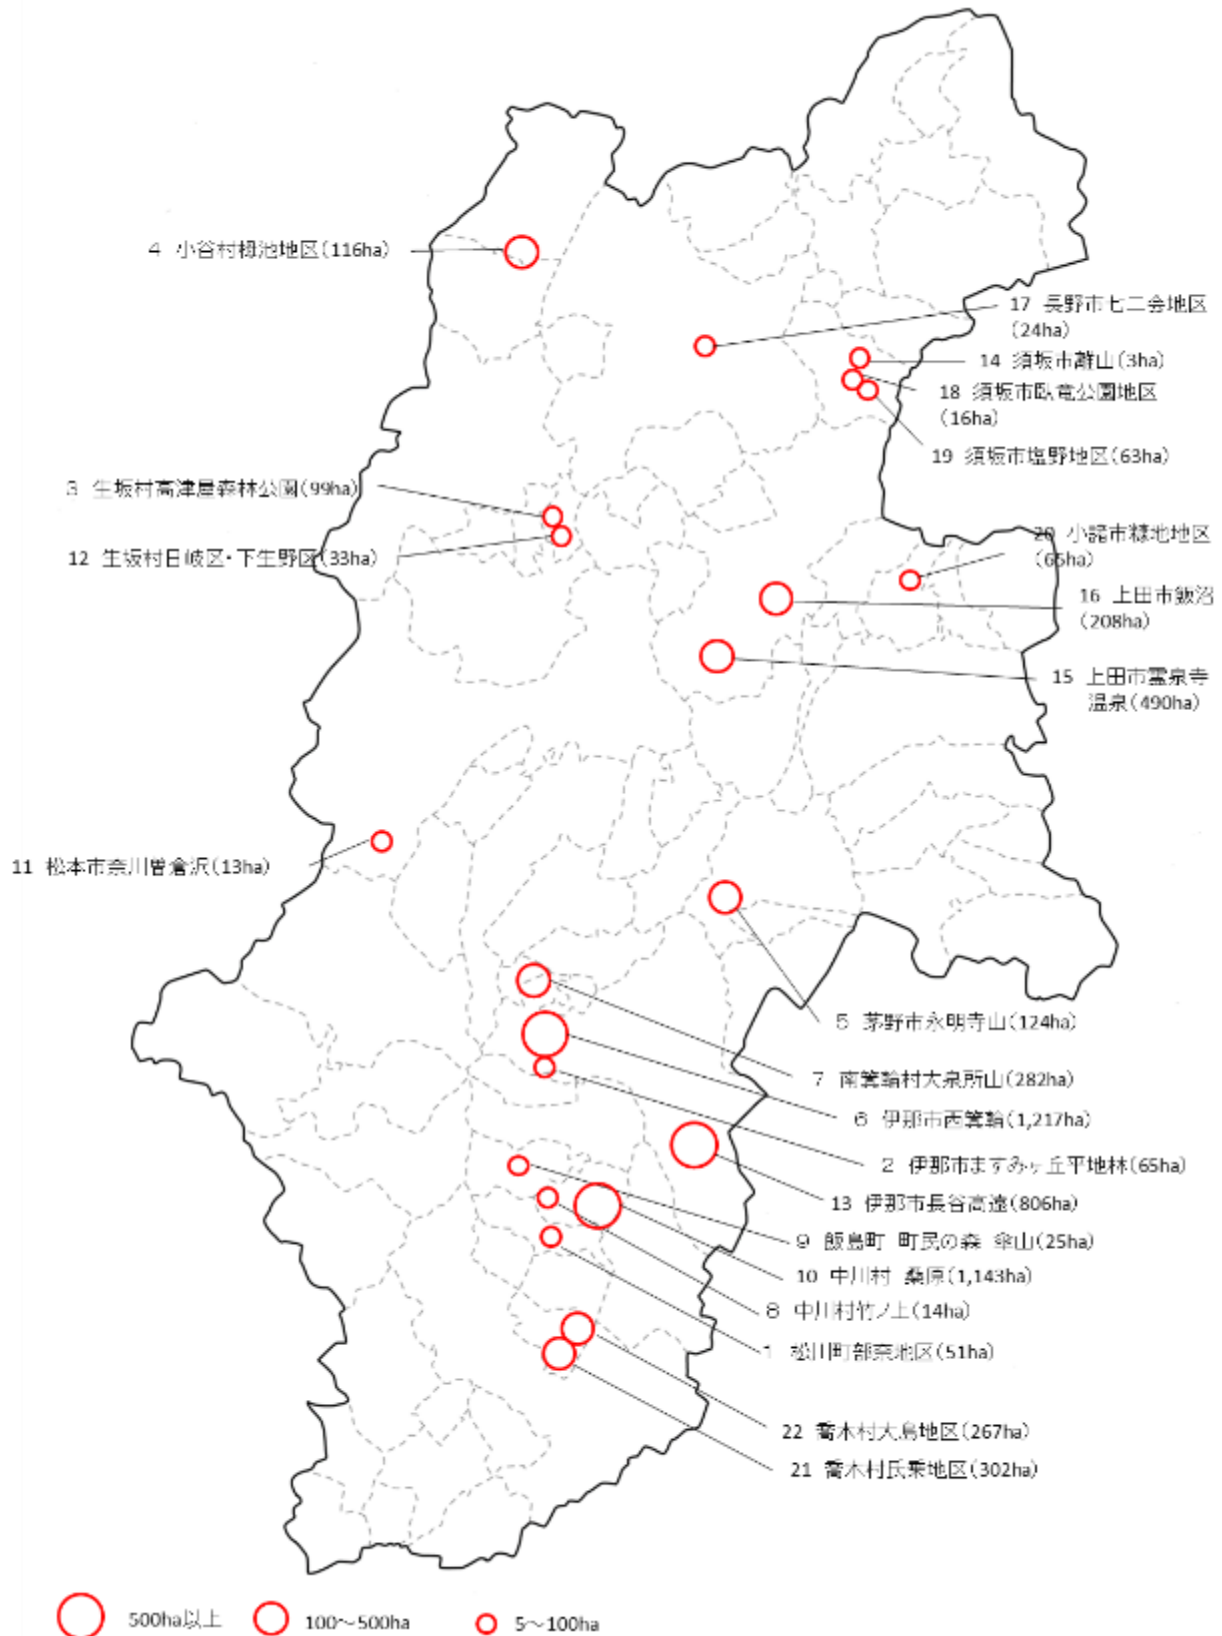 4 小谷村栂池地区(116ha)
17 長野市七二会地区
(24ha)
14 須坂市離山(3ha)
18 須坂市臥竜公園地区
(16ha)
19 須坂市塩野地区(63ha)
3 生坂村高津屋森林公園(99ha)
12 生坂村日岐区・下生野区(33ha)
20 小諸市糠地地区
(65ha)
16 上田市飯沼
(208ha)
15 上田市霊泉寺
温泉(490ha)
11 松本市奈川曽倉沢(13ha)
5 茅野市永明寺山(124ha)
7 南箕輪村大泉所山(282ha)
6 伊那市西箕輪(1,217ha)
2 伊那市ますみヶ丘平地林(65ha)
13 伊那市長谷高遠(806ha)
9 飯島町 町民の森 傘山(25ha)
10 中川村 桑原(1,143ha)
8 中川村竹ノ上(14ha)
1 松川町部奈地区(51ha)
22 喬木村大島地区(267ha)
21 喬木村氏乗地区(302ha)
500ha以上 100～500ha 5～100ha